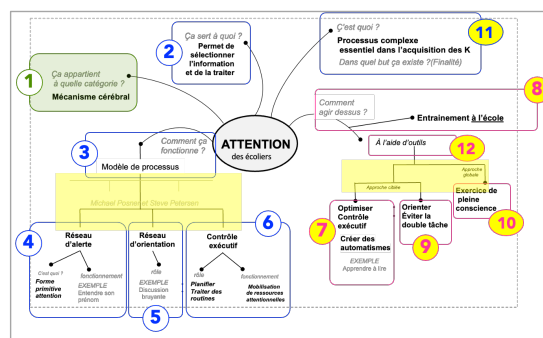 1
Ça appartient
à quelle catégorie ?
Mécanisme cérébral
2
Ça sert à quoi ?
Permet de
sélectionner
l'information
et de la traiter
11
Ç'est quoi ?
Processus complexe
essentiel dans l'acquisition des K
Dans quel but ça existe ?(Finalité)
ATTENTION
des écoliers
3
Comment ça
fonctionne ?
Modèle de processus
Michael Posner et Steve Petersen
8
Comment
agir dessus ?
Entrainement à l'école
12
À l'aide d'outils
Approche
globale
Approche ciblée
4
Réseau
d'alerte
C'est quoi ?
Forme
primitive
attention
fonctionnement
EXEMPLE
Entendre son
prénom
Réseau
d'orientation
rôle
EXEMPLE
Discussion
bruyante
5
6
Contrôle
exécutif
rôle
Planifier
Traiter des
routines
fonctionnement
Mobilisation
de ressources
attentionnelles
7
Optimiser
Contrôle
exécutif
Créer des
automatismes
EXEMPLE
Apprendre à lire
Orienter
Éviter la
double tâche
9
Exercice de
pleine
conscience
10